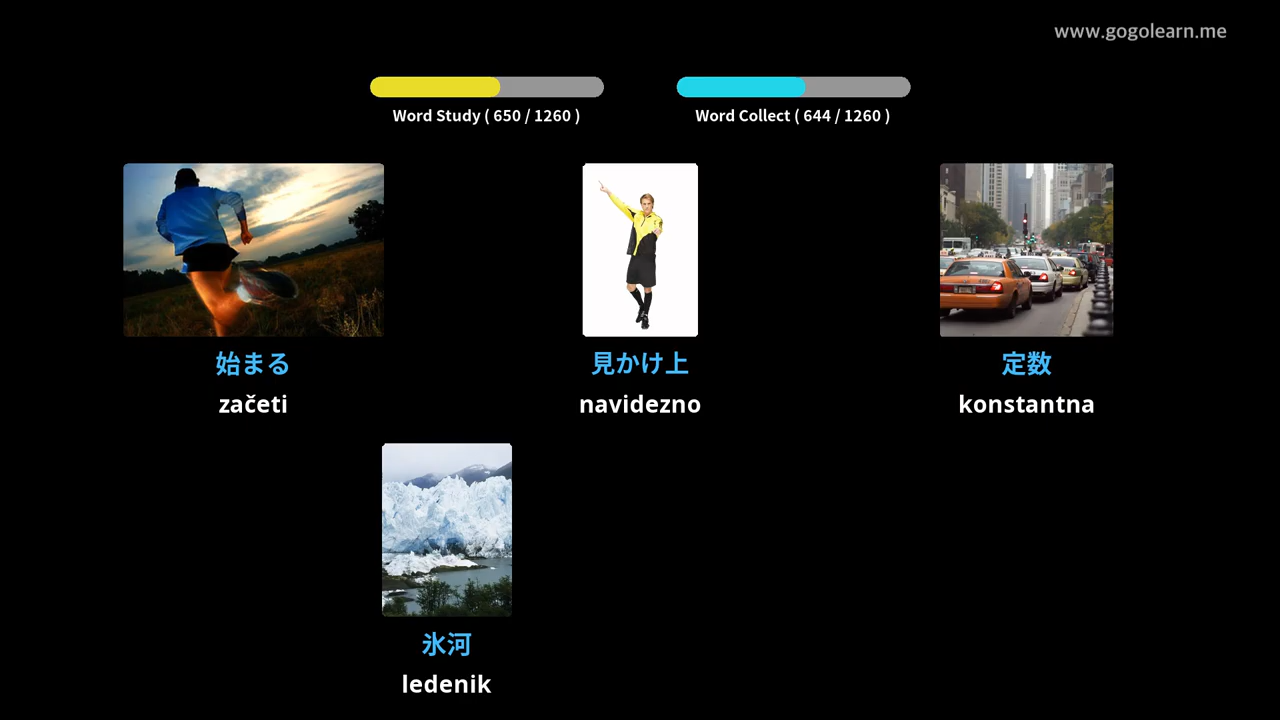 www.gogolearn.me
Word Study ( 650 / 1260 )
Word Collect ( 644 / 1260 )
始まる
začeti
見かけ上
navidezno
定数
konstantna
氷河
ledenik